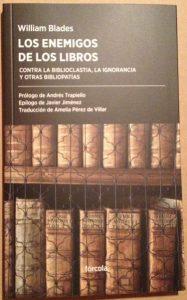 William Blades
LOS ENEMIGOS
DE LOS LIBROS
CONTRA LA BIBLIOCLASTIA, LA IGNORANCIA
Y OTRAS BIBLIOPATÍAS
Prólogo de Andrés Trapiello
Epílogo de Javier Jiménez
Traducción de Amelia Pérez de Villar
fórcola